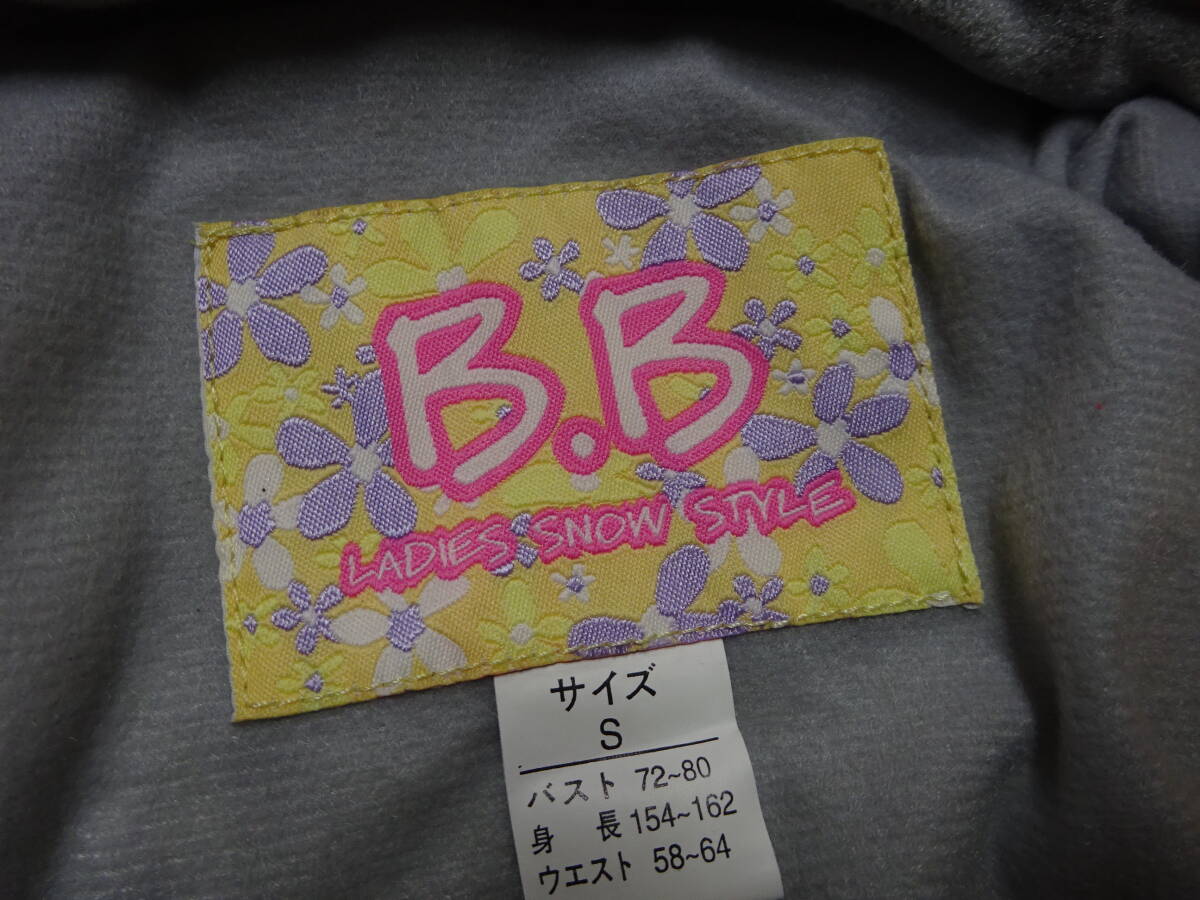 B.B
LADIES SNOW STYLE
サイズ
S
バスト 72~80
身 長 154~162
ウエスト 58~64